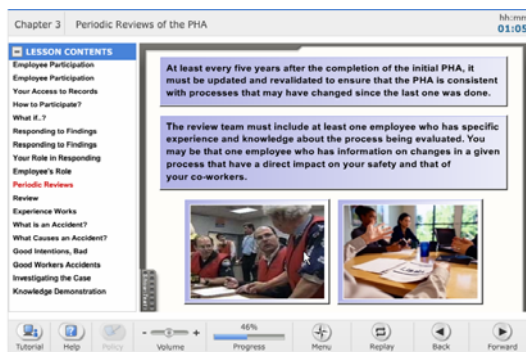 Chapter 3 Periodic Reviews of the PHA
hh:mm
01:05
LESSON CONTENTS
Employee Participation
Employee Participation
Your Access to Records
How to Participate?
What if..?
Responding to Findings
Responding to Findings
Your Role in Responding
Employee's Role
Periodic Reviews
Review
Experience Works
What is an Accident?
What Causes an Accident?
Good Intentions, Bad
Good Workers Accidents
Investigating the Case
Knowledge Demonstration
At least every five years after the completion of the initial PHA, it
must be updated and revalidated to ensure that the PHA is consistent
with processes that may have changed since the last one was done.
The review team must include at least one employee who has specific
experience and knowledge about the process being evaluated. You
may be that one employee who has information on changes in a given
process that have a direct impact on your safety and that of
your co-workers.
Tutorial
Help
Policy
- +
Volume
46%
Progress
Menu
Replay
Back
Forward